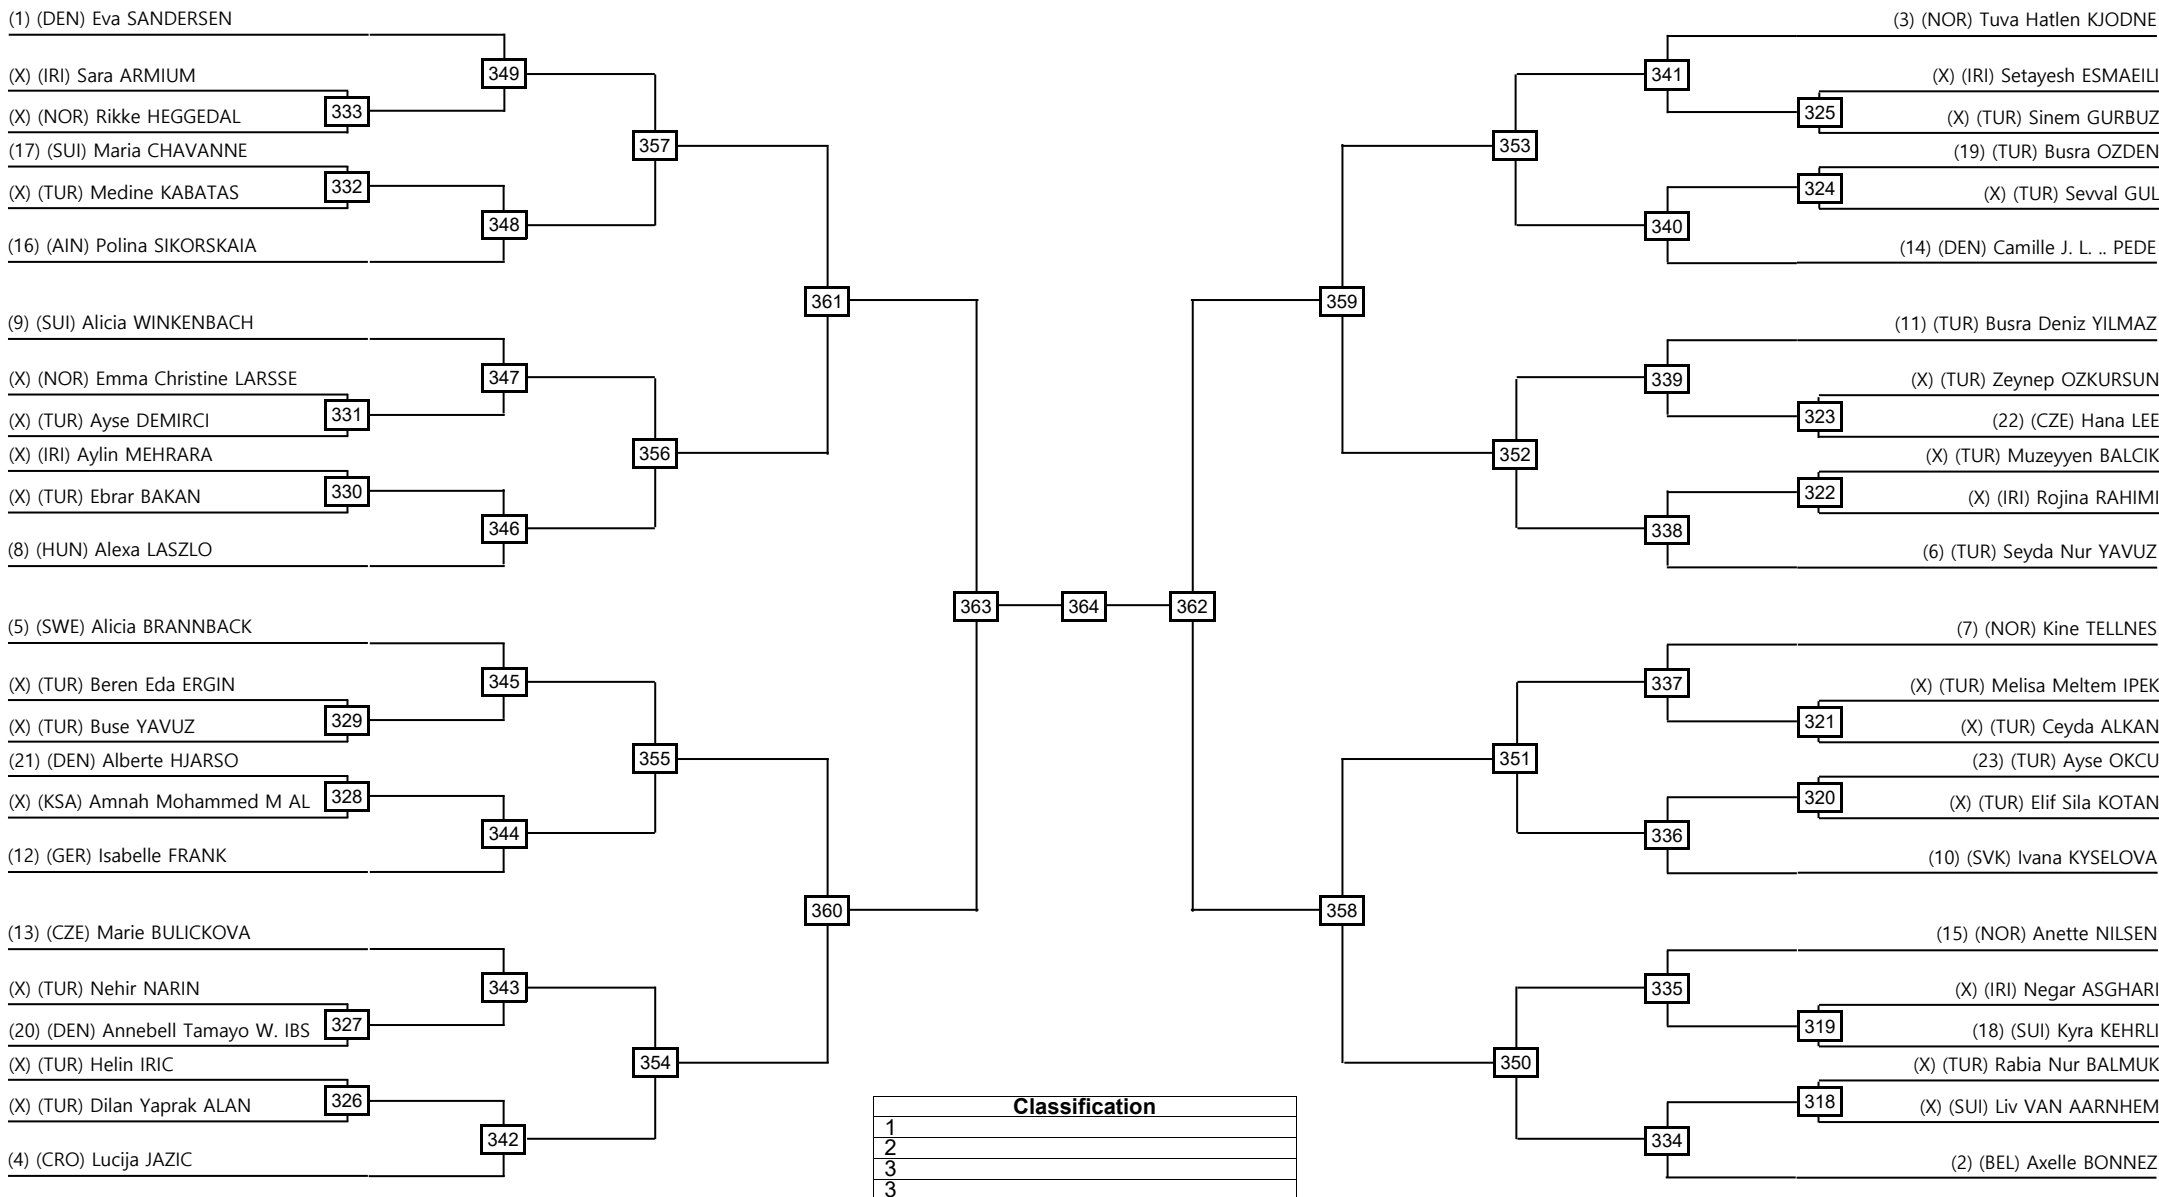 (1) (DEN) Eva SANDERSEN
(X) (IRI) Sara ARMIUM
(X) (NOR) Rikke HEGGEDAL
(17) (SUI) Maria CHAVANNE
(X) (TUR) Medine KABATAS
(16) (AIN) Polina SIKORSKAIA
(9) (SUI) Alicia WINKENBACH
(X) (NOR) Emma Christine LARSSE
(X) (TUR) Ayse DEMIRCI
(X) (IRI) Aylin MEHRARA
(X) (TUR) Ebrar BAKAN
(8) (HUN) Alexa LASZLO
(5) (SWE) Alicia BRANNBACK
(X) (TUR) Beren Eda ERGIN
(X) (TUR) Buse YAVUZ
(21) (DEN) Alberte HJARSO
(X) (KSA) Amnah Mohammed M AL
(12) (GER) Isabelle FRANK
(13) (CZE) Marie BULICKOVA
(X) (TUR) Nehir NARIN
(20) (DEN) Annebell Tamayo W. IBS
(X) (TUR) Helin IRIC
(X) (TUR) Dilan Yaprak ALAN
(4) (CRO) Lucija JAZIC
333
332
331
330
329
328
327
326
349
348
347
346
345
344
343
342
357
356
355
354
361
360
363
364
362
359
358
353
352
351
350
341
340
339
338
337
336
335
334
325
324
323
322
321
320
319
318
(3) (NOR) Tuva Hatlen KJODNE
(X) (IRI) Setayesh ESMAEILI
(X) (TUR) Sinem GURBUZ
(19) (TUR) Busra OZDEN
(X) (TUR) Sevval GUL
(14) (DEN) Camille J. L. .. PEDE
(11) (TUR) Busra Deniz YILMAZ
(X) (TUR) Zeynep OZKURSUN
(22) (CZE) Hana LEE
(X) (TUR) Muzeyyen BALCIK
(X) (IRI) Rojina RAHIMI
(6) (TUR) Seyda Nur YAVUZ
(7) (NOR) Kine TELLNES
(X) (TUR) Melisa Meltem IPEK
(X) (TUR) Ceyda ALKAN
(23) (TUR) Ayse OKCU
(X) (TUR) Elif Sila KOTAN
(10) (SVK) Ivana KYSELOVA
(15) (NOR) Anette NILSEN
(X) (IRI) Negar ASGHARI
(18) (SUI) Kyra KEHRLI
(X) (TUR) Rabia Nur BALMUK
(X) (SUI) Liv VAN AARNHEM
(2) (BEL) Axelle BONNEZ
Classification
1
2
3
3